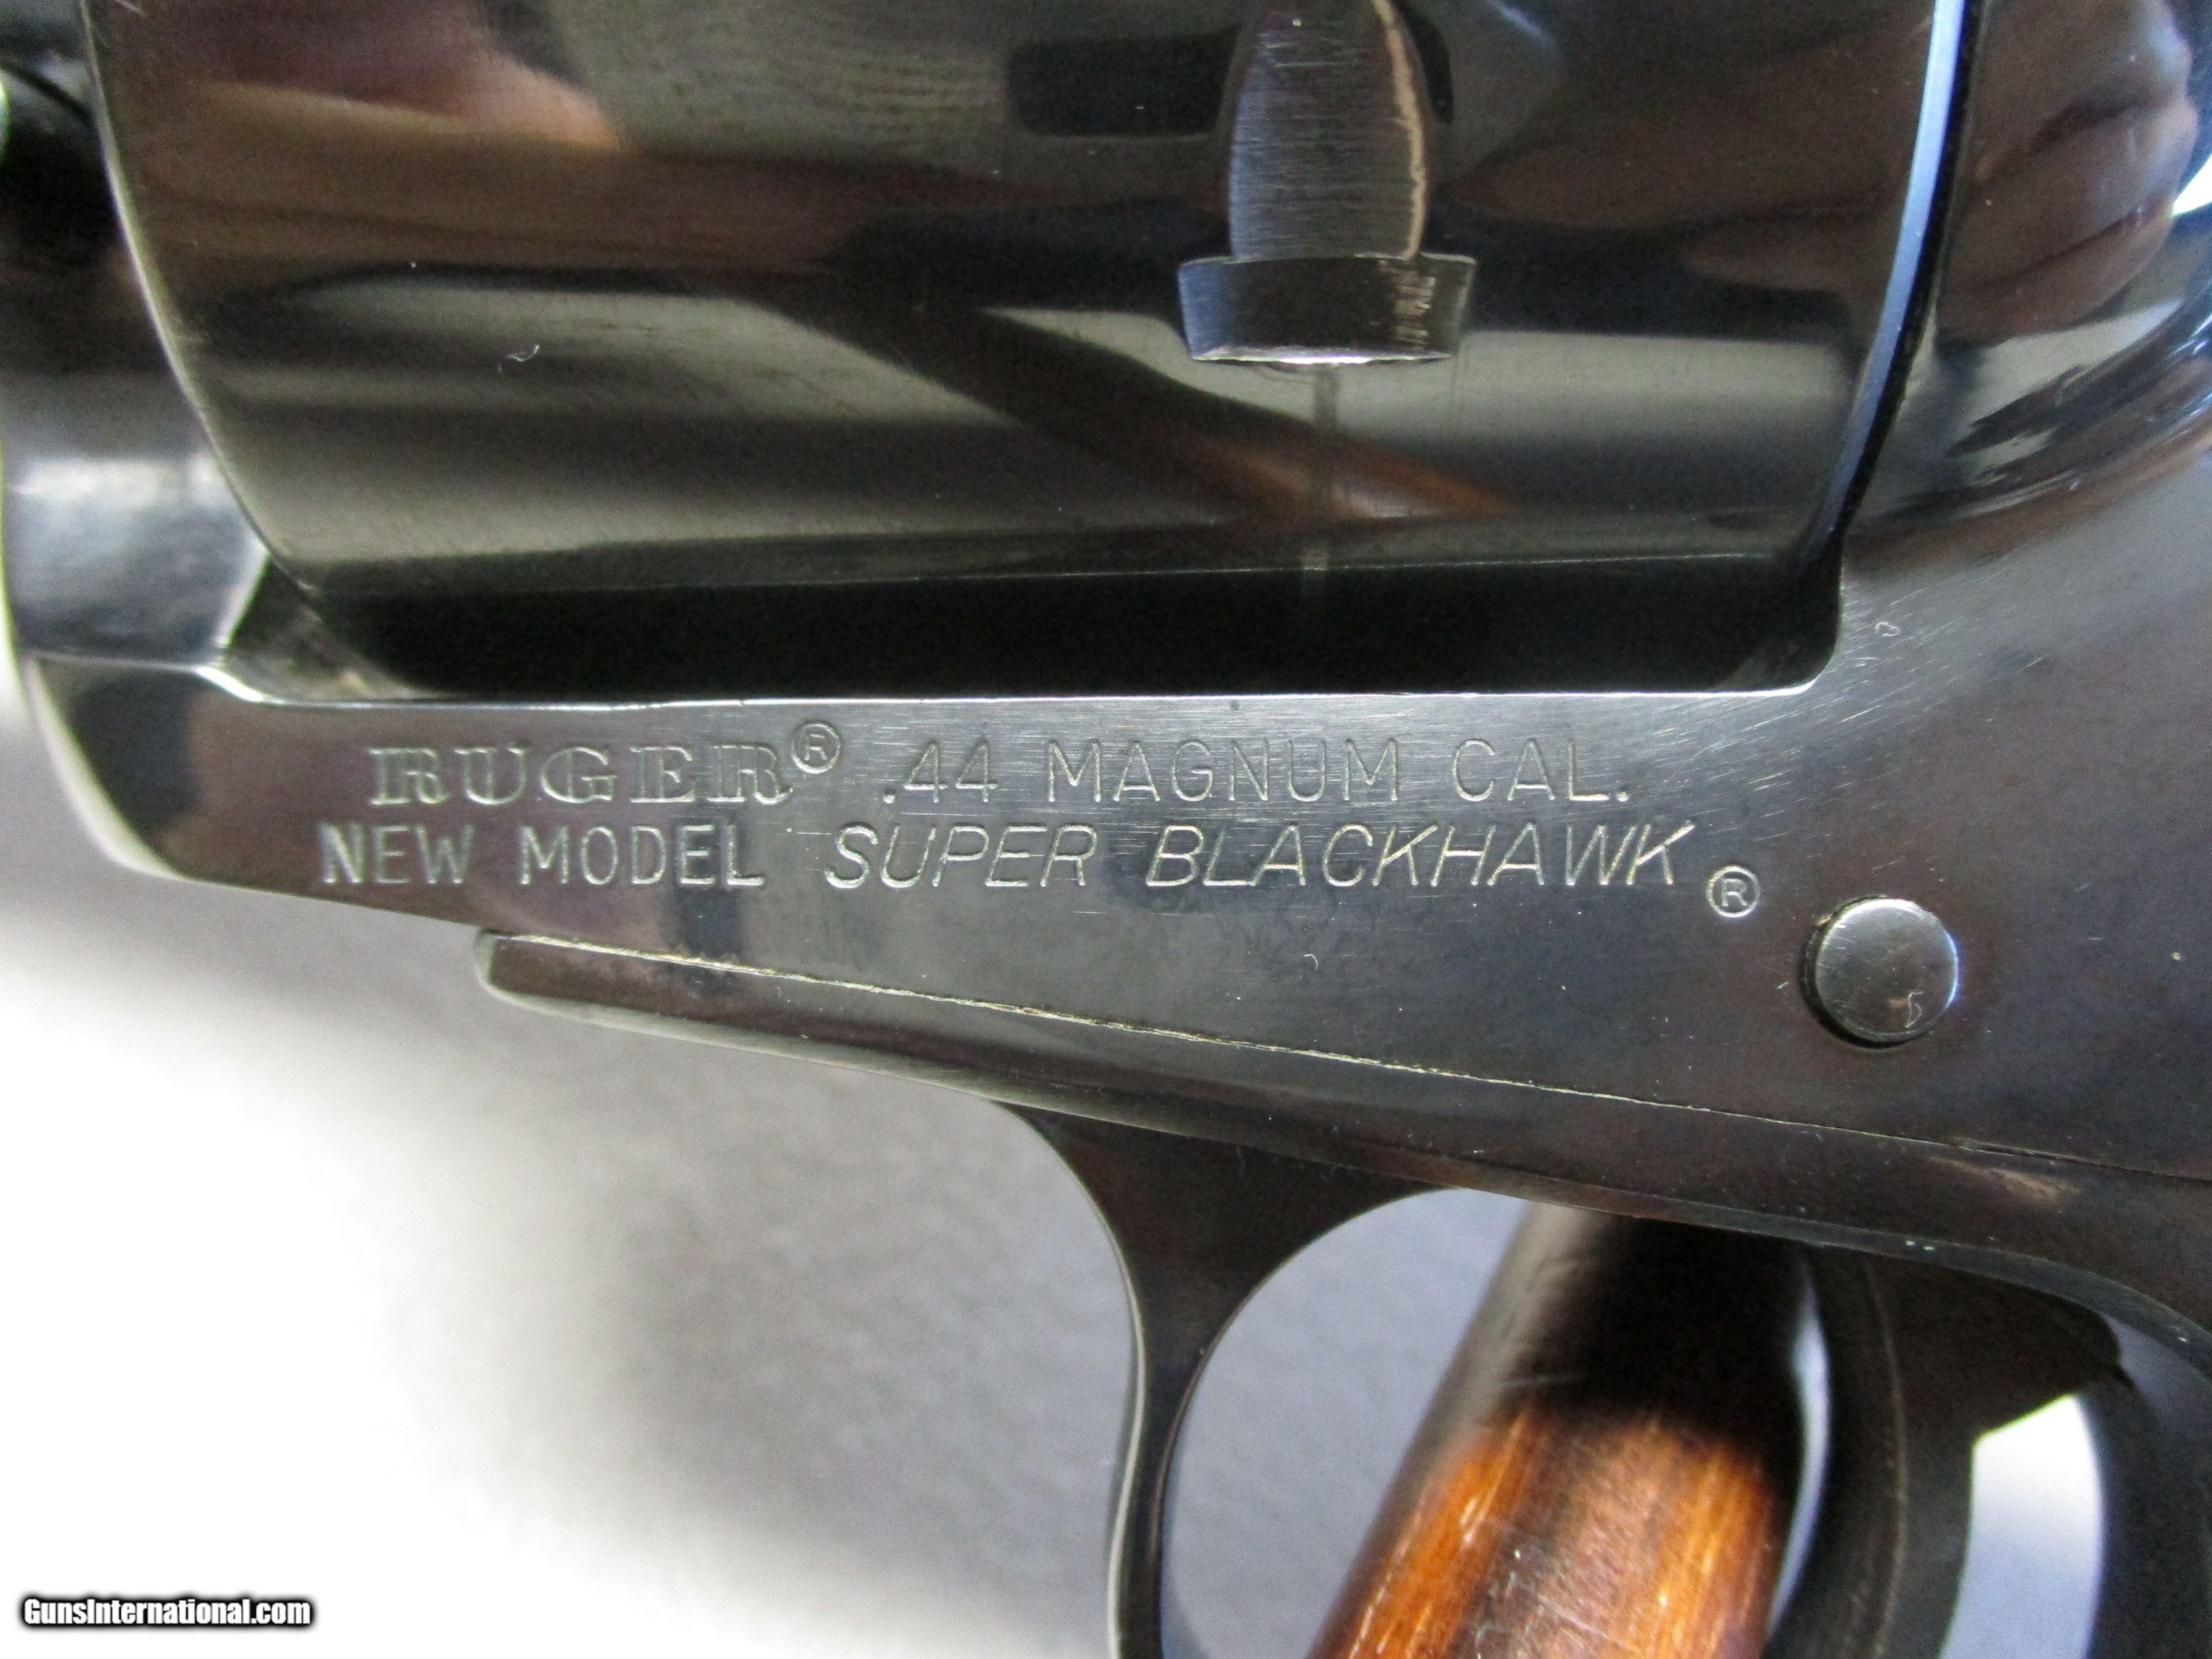 RUGER® .44 MAGNUM CAL.
NEW MODEL SUPER BLACKHAWK®
GunsInternational.com